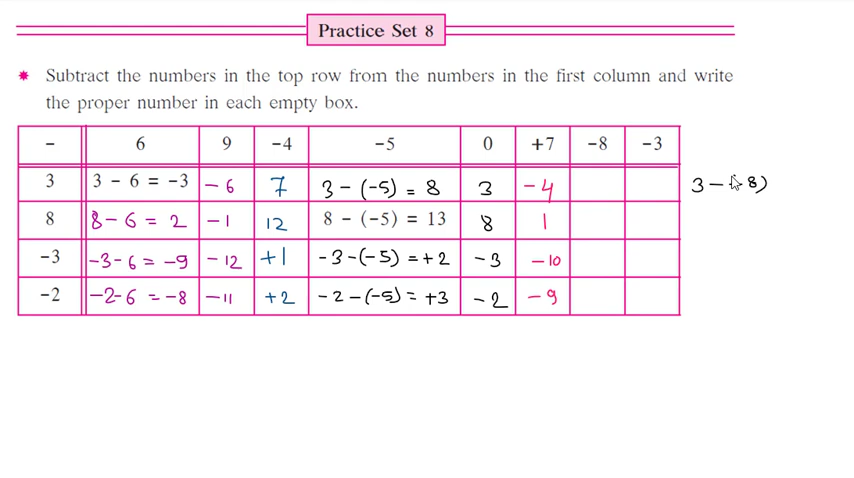 Practice Set 8
Subtract the numbers in the top row from the numbers in the first column and write
the proper number in each empty box.
– 6 9 -4 -5 0 +7 -8 -3
3 3 - 6 = -3 -6 7 3-(-5) = 8 3 -4 3-(-8)
8 8-6 = 2 -1 12 8 - (-5) = 13 8 1
-3 -3-6 = -9 -12 +1 -3-(-5) = +2 -3 -10
-2 -2-6 = -8 -11 +2 -2-(-5) = +3 -2 -9